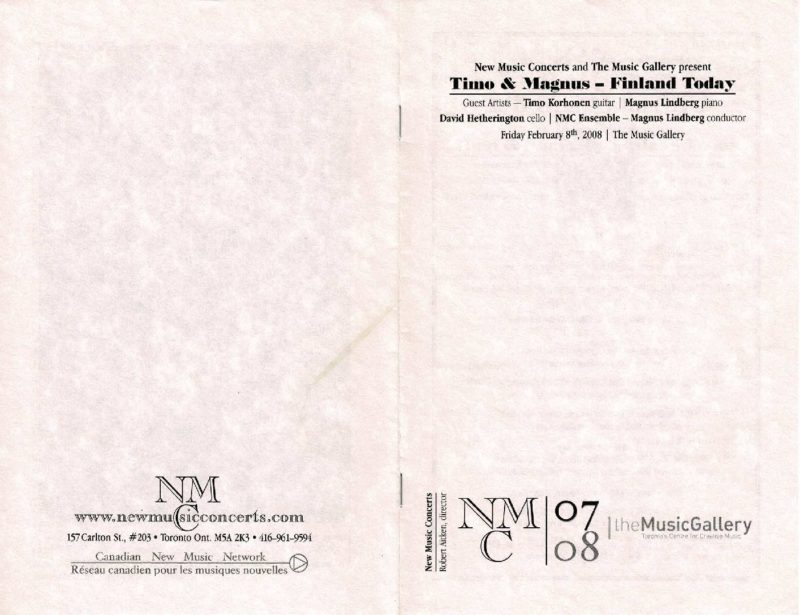 New Music Concerts and The Music Gallery present
Timo & Magnus – Finland Today
Guest Artists — Timo Korhonen guitar | Magnus Lindberg piano
David Hetherington cello | NMC Ensemble – Magnus Lindberg conductor
Friday February 8th, 2008 | The Music Gallery
NMC
www.newmusicconcerts.com
157 Carlton St., #203 • Toronto Ont. M5A 2K3 • 416-961-9594
Canadian New Music Network
Réseau canadien pour les musiques nouvelles
New Music Concerts
Robert Aitken, director
NMC
07
08
theMusicGallery
Toronto's Centre for Creative Music